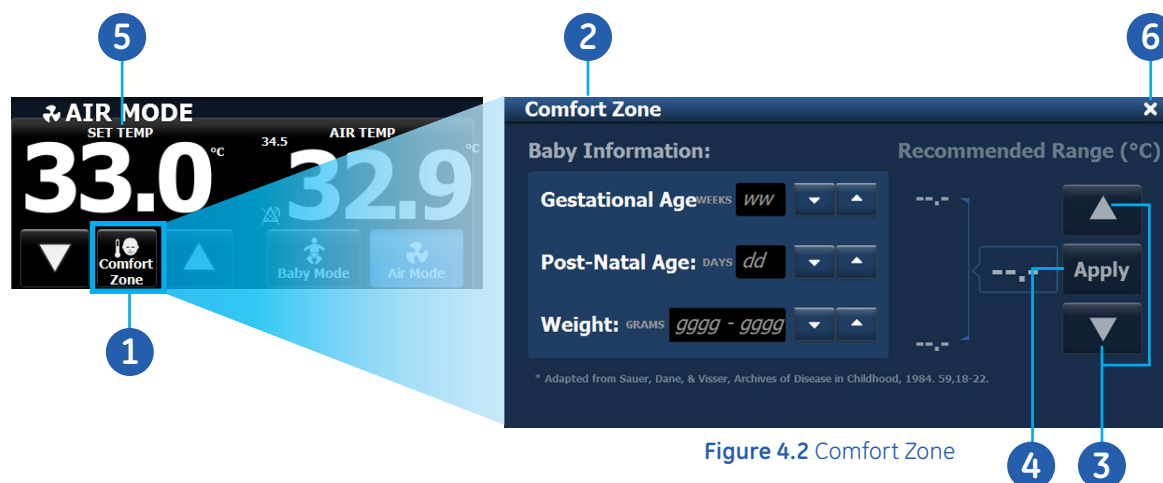 5
2
6
AIR MODE
SET TEMP
33.0 °C
34.5
AIR TEMP
32.9 °C
Comfort
Zone
Baby Mode
Air Mode
1
Comfort Zone
×
Baby Information:
Recommended Range (°C)
Gestational Age WEEKS ww
--.-
Post-Natal Age: DAYS dd
--.-
Apply
Weight: GRAMS gggg - gggg
--.-
* Adapted from Sauer, Dane, & Visser, Archives of Disease in Childhood, 1984. 59,18-22.
Figure 4.2 Comfort Zone
4
3